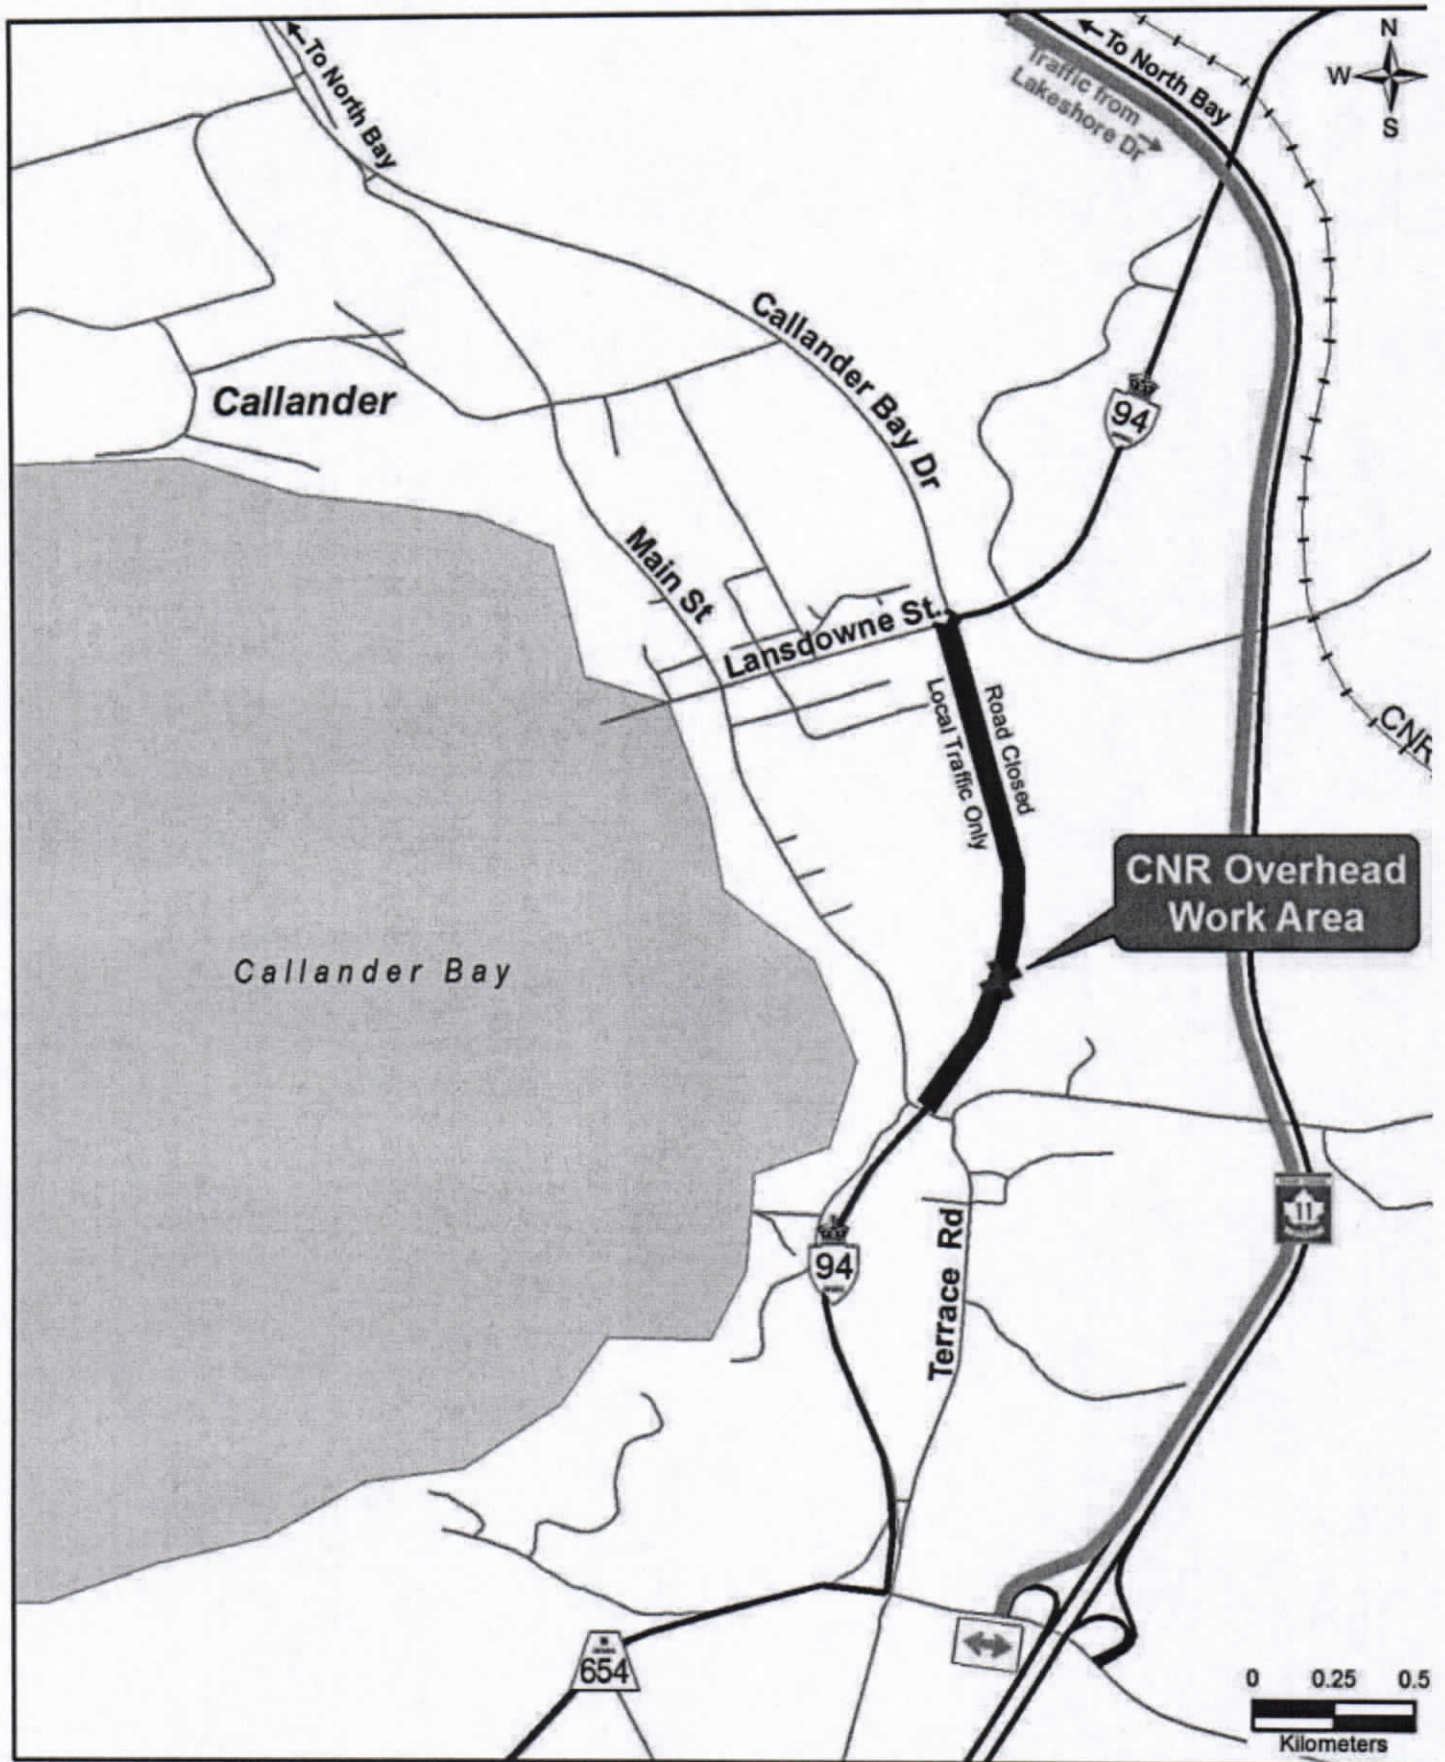 To North Bay
To North Bay
Traffic from
Lakeshore Dr
N
W
S
Callander Bay Dr
Callander
94
Main St
Lansdowne St.
Road Closed
Local Traffic Only
CNR
CNR Overhead
Work Area
Callander Bay
11
94
Terrace Rd
654
0 0.25 0.5
Kilometers